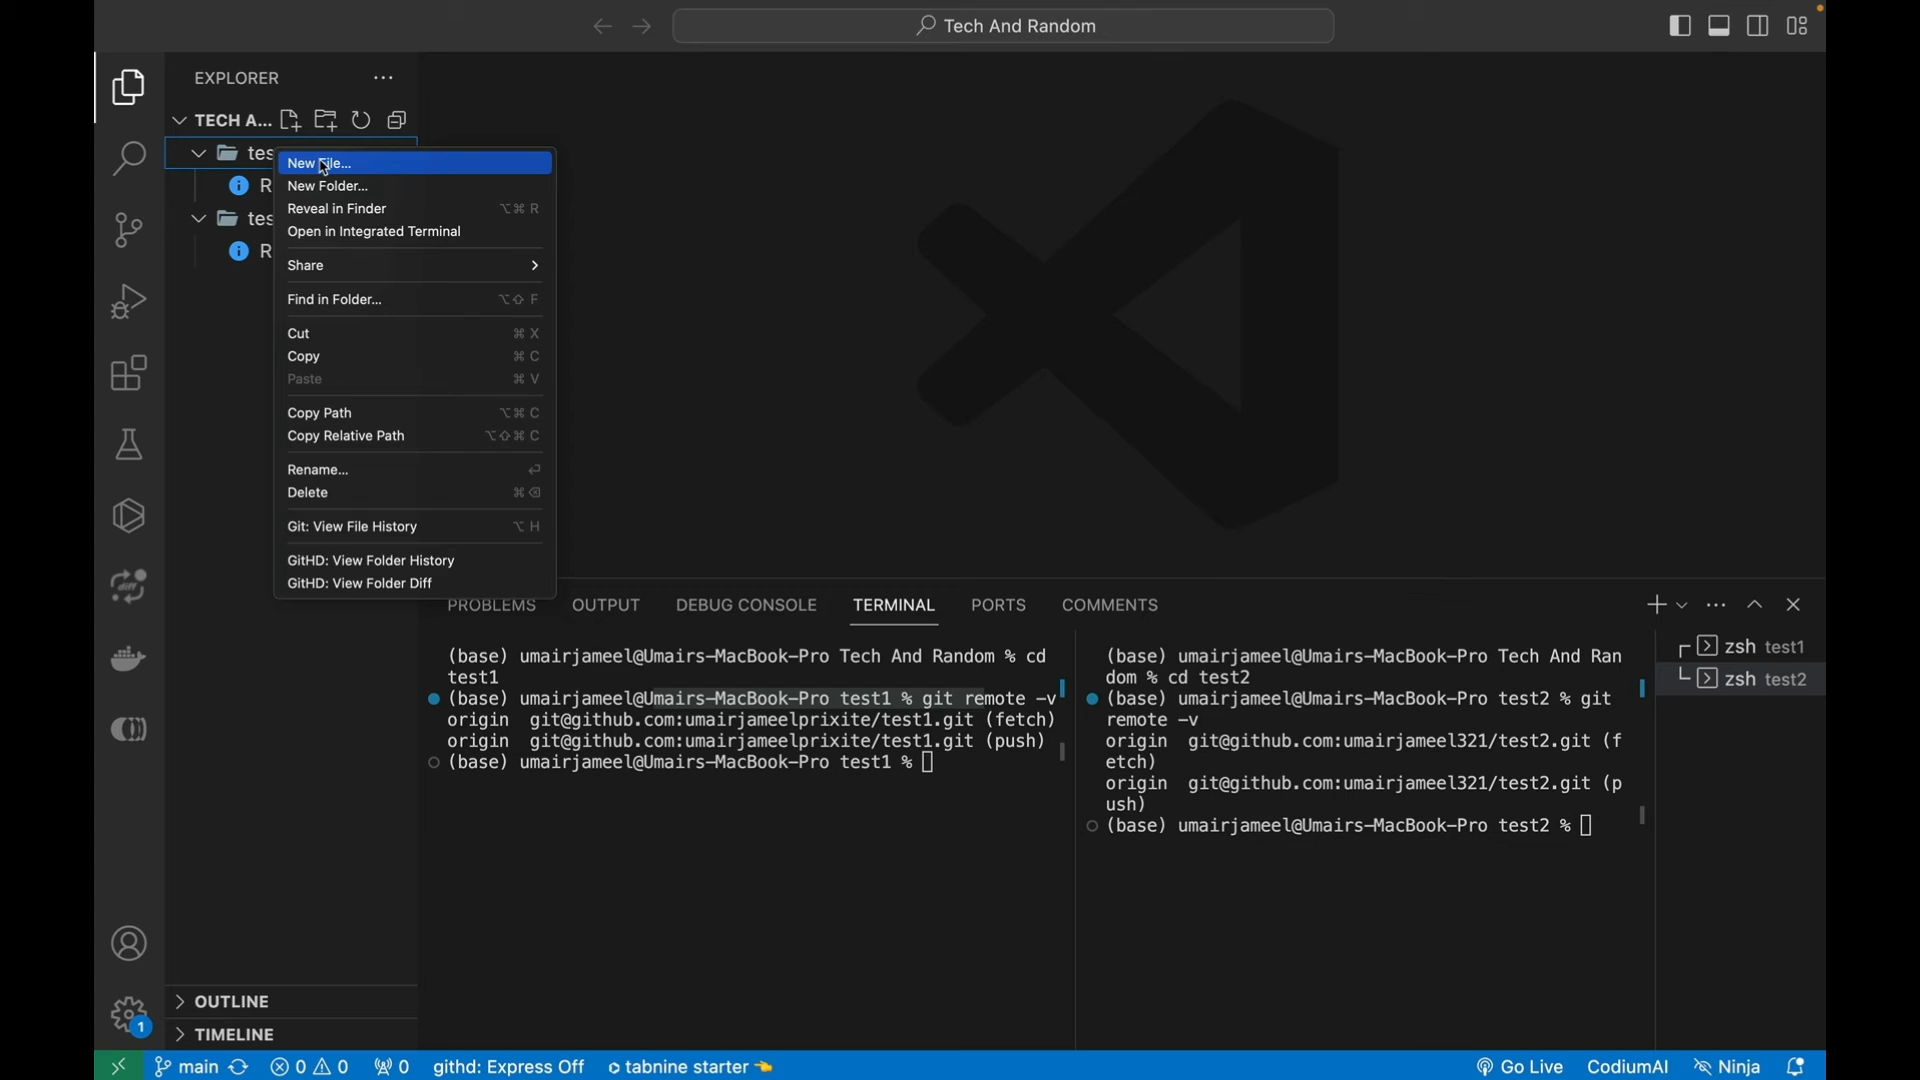 Tech And Random
EXPLORER
TECH A...
tes
R
tes
R
New File...
New Folder...
Reveal in Finder ⌥⌘ R
Open in Integrated Terminal
Share
Find in Folder... ⌥⇧ F
Cut ⌘ X
Copy ⌘ C
Paste ⌘ V
Copy Path ⌥⌘ C
Copy Relative Path ⌥⇧⌘ C
Rename... ⏎
Delete ⌘⌫
Git: View File History ⌥ H
GitHD: View Folder History
GitHD: View Folder Diff
PROBLEMS OUTPUT DEBUG CONSOLE TERMINAL PORTS COMMENTS
(base) umairjameel@Umairs-MacBook-Pro Tech And Random % cd
test1
(base) umairjameel@Umairs-MacBook-Pro test1 % git remote -v
origin git@github.com:umairjameelprixite/test1.git (fetch)
origin git@github.com:umairjameelprixite/test1.git (push)
(base) umairjameel@Umairs-MacBook-Pro test1 %
(base) umairjameel@Umairs-MacBook-Pro Tech And Ran
dom % cd test2
(base) umairjameel@Umairs-MacBook-Pro test2 % git
remote -v
origin git@github.com:umairjameel321/test2.git (f
etch)
origin git@github.com:umairjameel321/test2.git (p
ush)
(base) umairjameel@Umairs-MacBook-Pro test2 %
zsh test1
zsh test2
diff
1
OUTLINE
TIMELINE
main 0 0 0 githd: Express Off tabnine starter Go Live CodiumAI Ninja